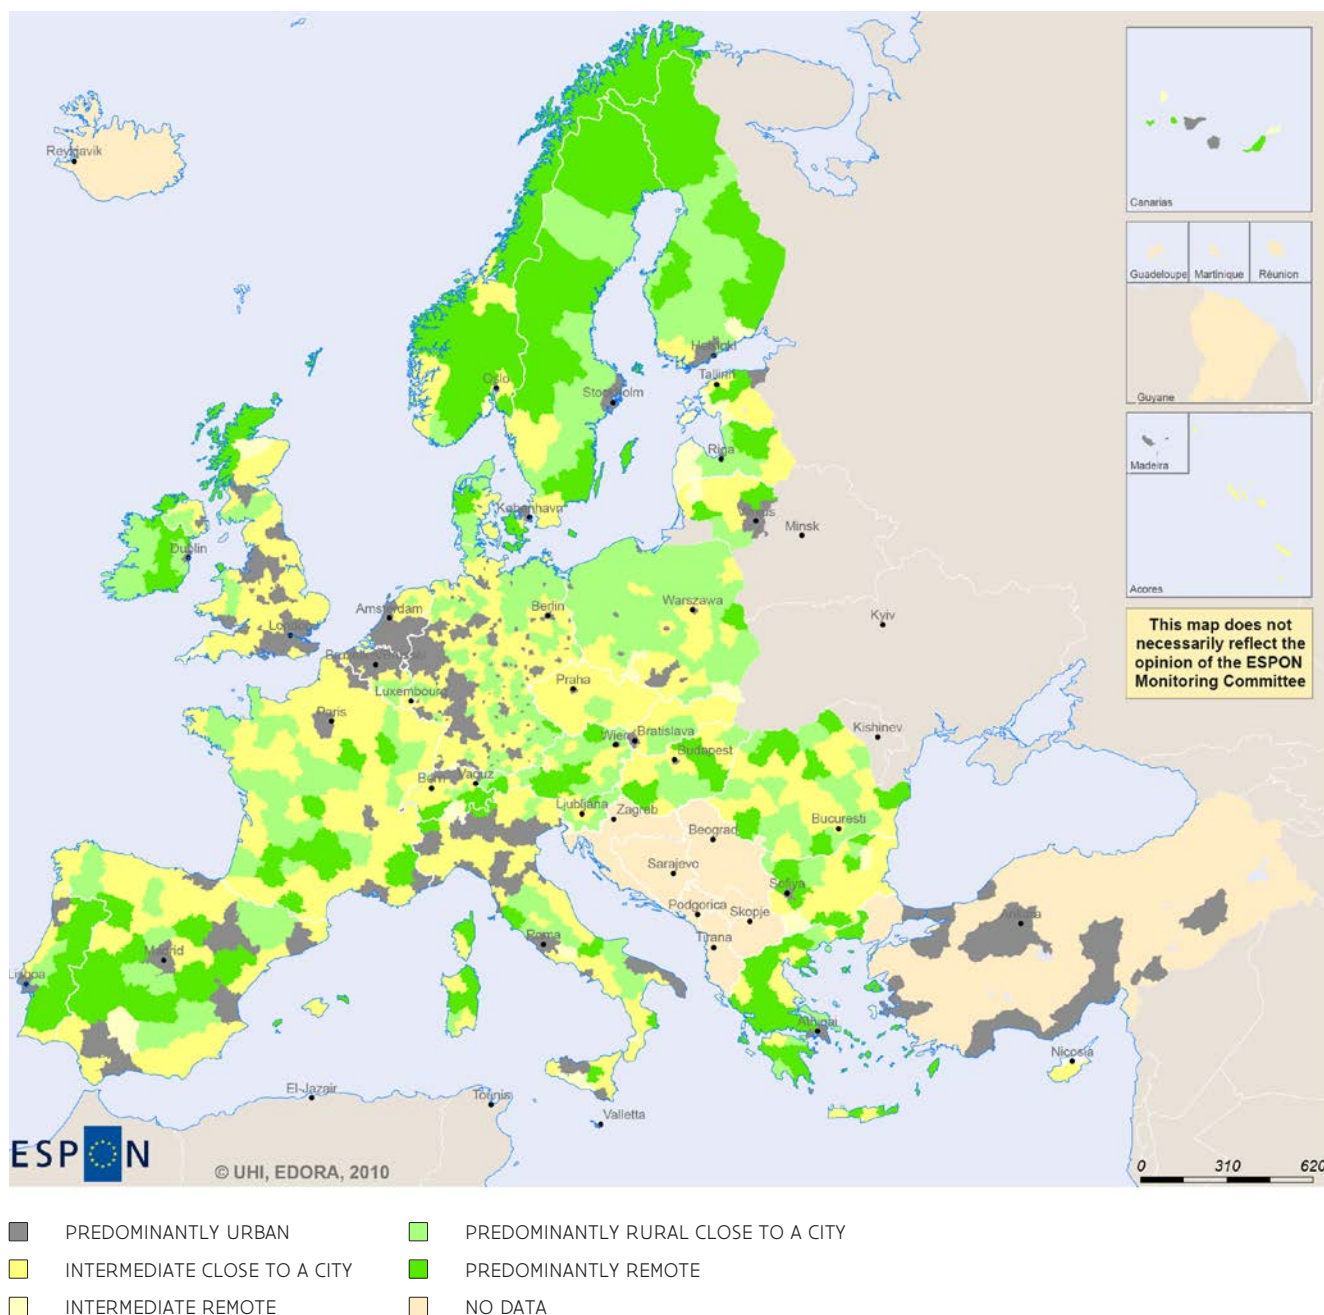 Canarias
Reykjavik
Guadeloupe
Martinique
Réunion
Guyane
Helsinki
Tallinn
Oslo
Stockholm
Riga
Madeira
København
Vilnius
Minsk
Dublin
Acores
Amsterdam
Berlin
Warszawa
London
Kyiv
This map does not
necessarily reflect the
opinion of the ESPON
Monitoring Committee
Luxembourg
Praha
Paris
Wien
Bratislava
Kishinev
Budapest
Bern
Vaduz
Ljubljana
Zagreb
Beograd
Bucuresti
Sarajevo
Sofiya
Podgorica
Skopje
Ankara
Roma
Tirana
Madrid
Lisboa
Athinai
Nicosia
El-Jazair
Tounis
Valletta
ESPON
© UHI, EDORA, 2010
0 310 620
PREDOMINANTLY URBAN
PREDOMINANTLY RURAL CLOSE TO A CITY
INTERMEDIATE CLOSE TO A CITY
PREDOMINANTLY REMOTE
INTERMEDIATE REMOTE
NO DATA